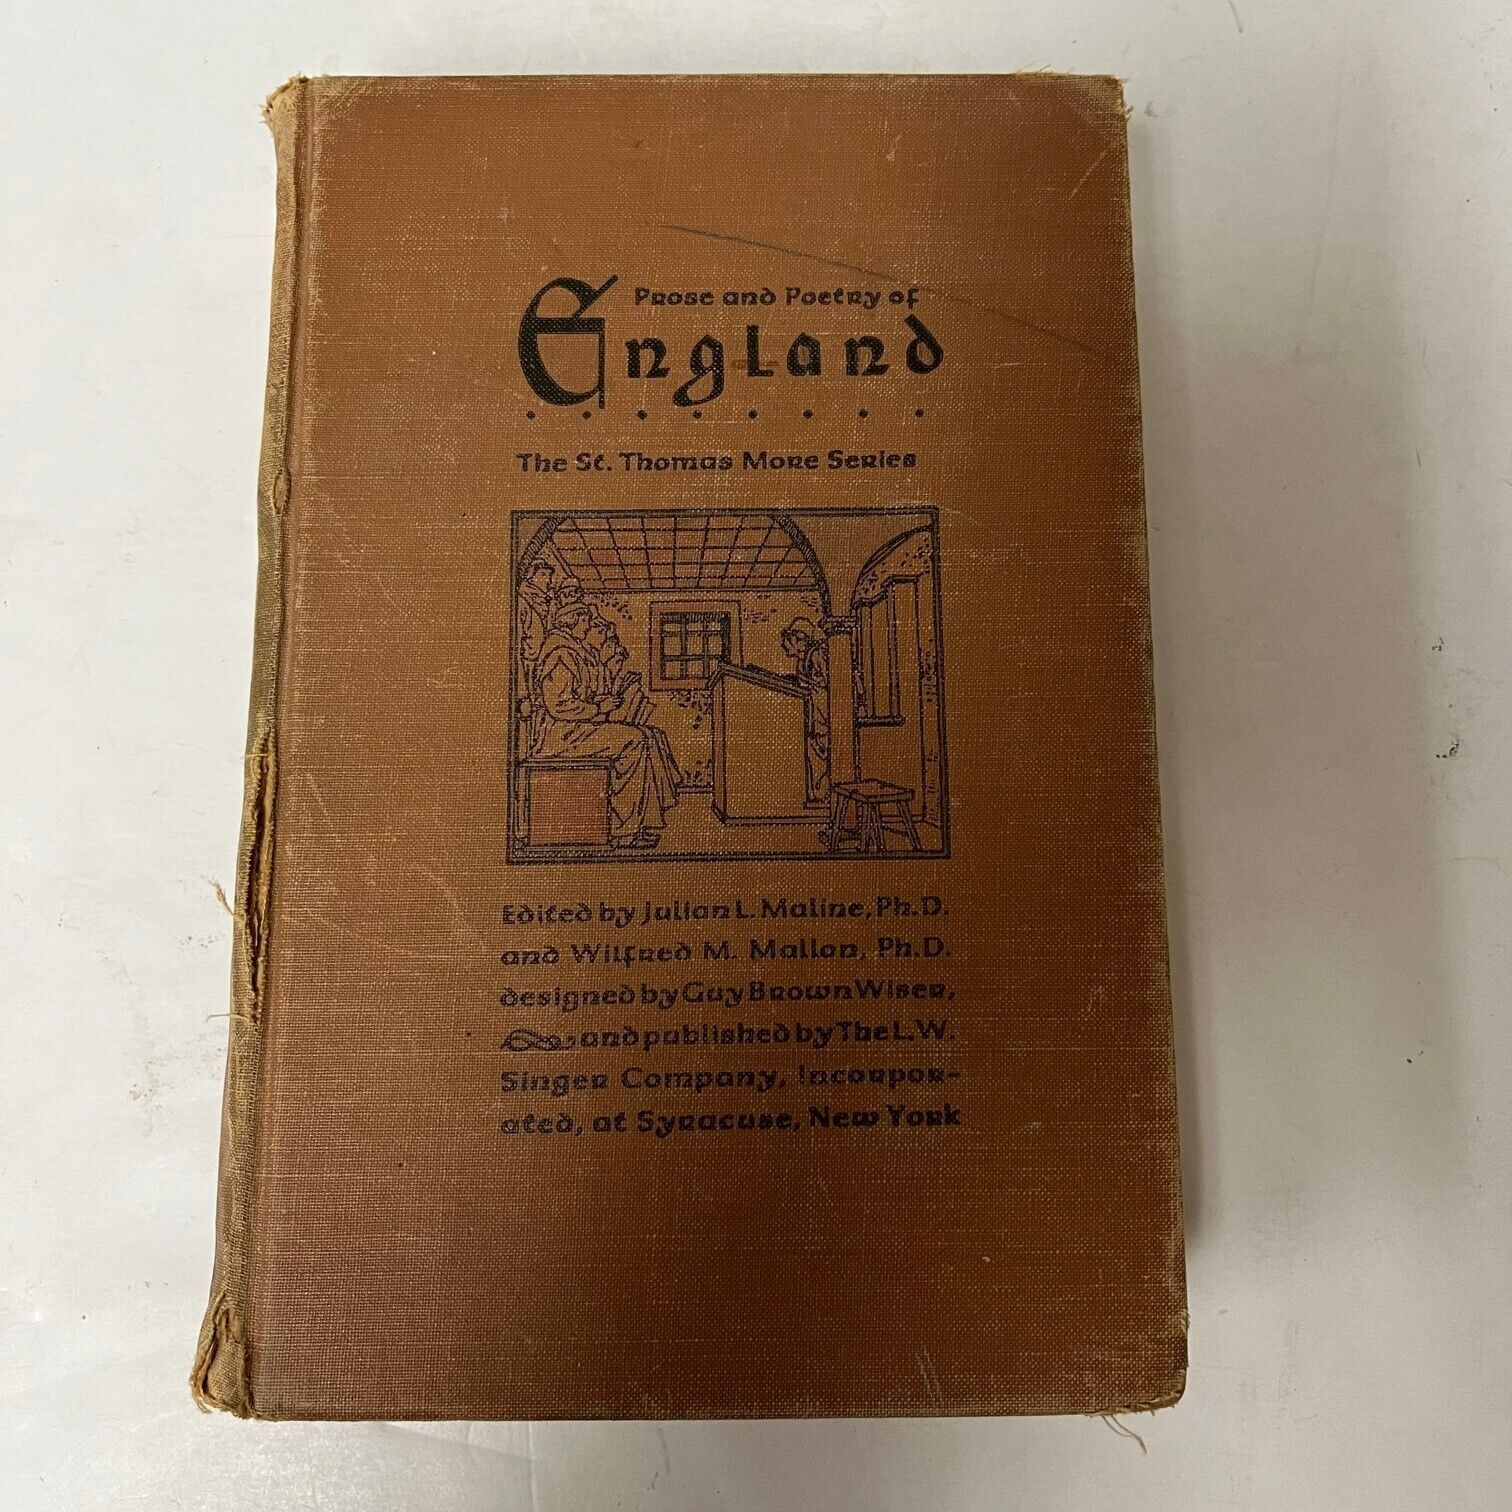 Prose and Poetry of
England
The St. Thomas More Series
Edited by Julian L. Maline, Ph.D.
and Wilfred M. Mallon, Ph.D.
designed by Guy Brown Wiser,
and published by The L.W.
Singer Company, Incorpor-
ated, at Syracuse, New York